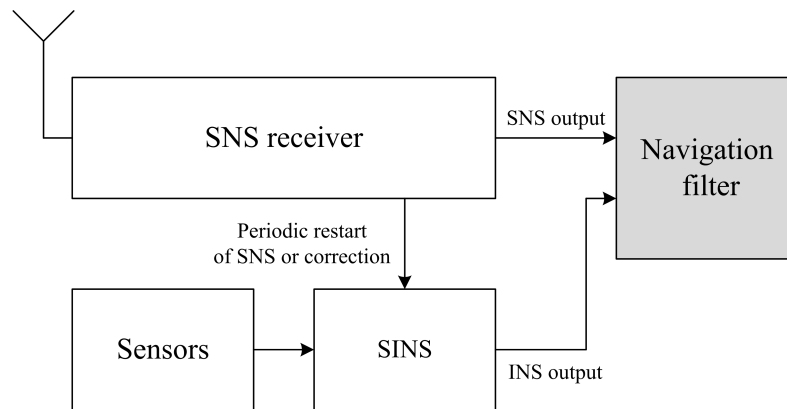 SNS receiver
SNS output
Navigation
filter
Periodic restart
of SNS or correction
Sensors
SINS
INS output